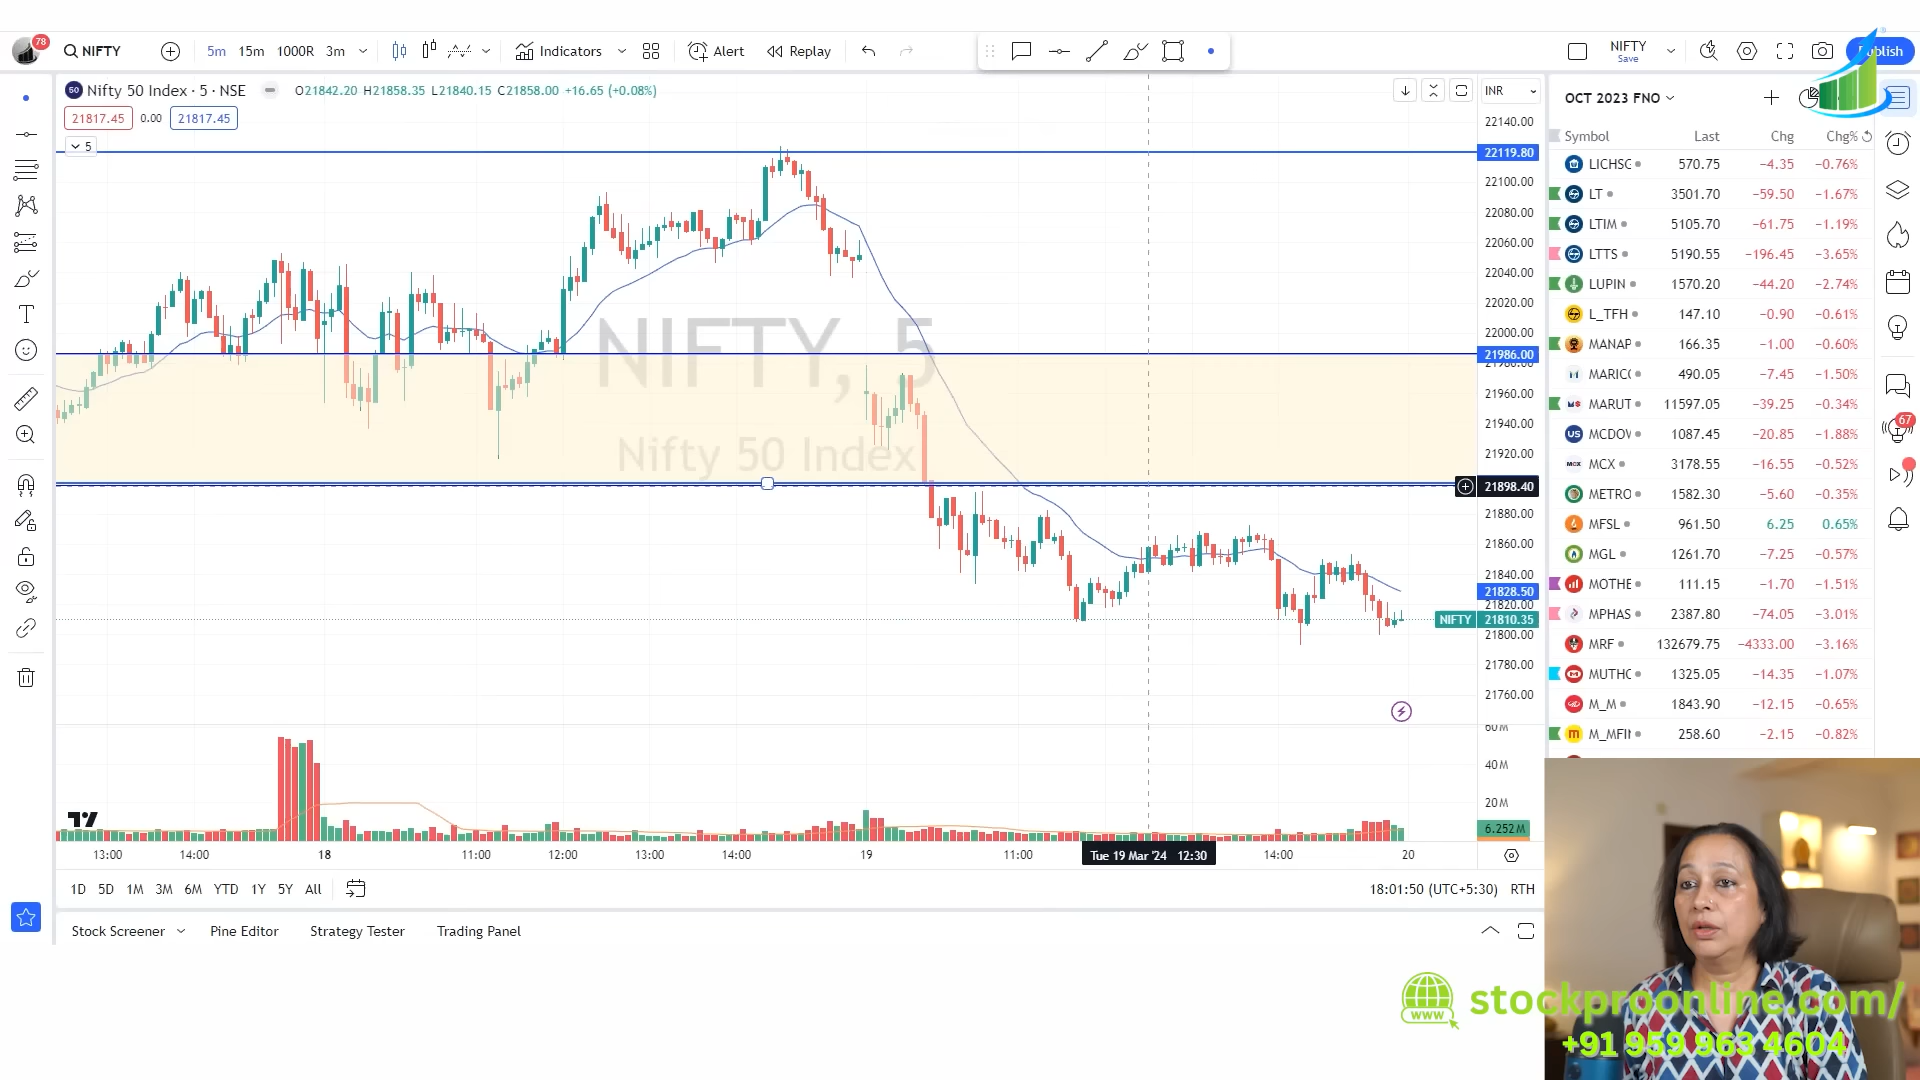 78
NIFTY
5m 15m 1000R 3m
Indicators
Alert
Replay
NIFTY
Save
50 Nifty 50 Index · 5 · NSE
O21842.20 H21858.35 L21840.15 C21858.00 +16.65 (+0.08%)
21817.45 0.00 21817.45
5
NIFTY, 5
Nifty 50 Index
INR
22140.00
22119.80
22100.00
22080.00
22060.00
22040.00
22020.00
22000.00
21986.00
21960.00
21940.00
21920.00
21898.40
21880.00
21860.00
21840.00
21828.50
21820.00
NIFTY 21810.35
21800.00
21780.00
21760.00
60M
40M
20M
6.252M
13:00 14:00 18 11:00 12:00 13:00 14:00 19 11:00 Tue 19 Mar '24 12:30 14:00 20
1D 5D 1M 3M 6M YTD 1Y 5Y All
18:01:50 (UTC+5:30) RTH
Stock Screener Pine Editor Strategy Tester Trading Panel
OCT 2023 FNO
Symbol Last Chg Chg%
LICHSG 570.75 −4.35 −0.76%
LT 3501.70 −59.50 −1.67%
LTIM 5105.70 −61.75 −1.19%
LTTS 5190.55 −196.45 −3.65%
LUPIN 1570.20 −44.20 −2.74%
L_TFH 147.10 −0.90 −0.61%
MANAP 166.35 −1.00 −0.60%
MARICO 490.05 −7.45 −1.50%
MARUT 11597.05 −39.25 −0.34%
US MCDOW 1087.45 −20.85 −1.88%
MCX MCX 3178.55 −16.55 −0.52%
METRO 1582.30 −5.60 −0.35%
MFSL 961.50 6.25 0.65%
MGL 1261.70 −7.25 −0.57%
MOTHE 111.15 −1.70 −1.51%
MPHAS 2387.80 −74.05 −3.01%
MRF 132679.75 −4333.00 −3.16%
MUTHO 1325.05 −14.35 −1.07%
M_M 1843.90 −12.15 −0.65%
M_MFIN 258.60 −2.15 −0.82%
67
www
stockproonline.com/
+91 959 963 4604